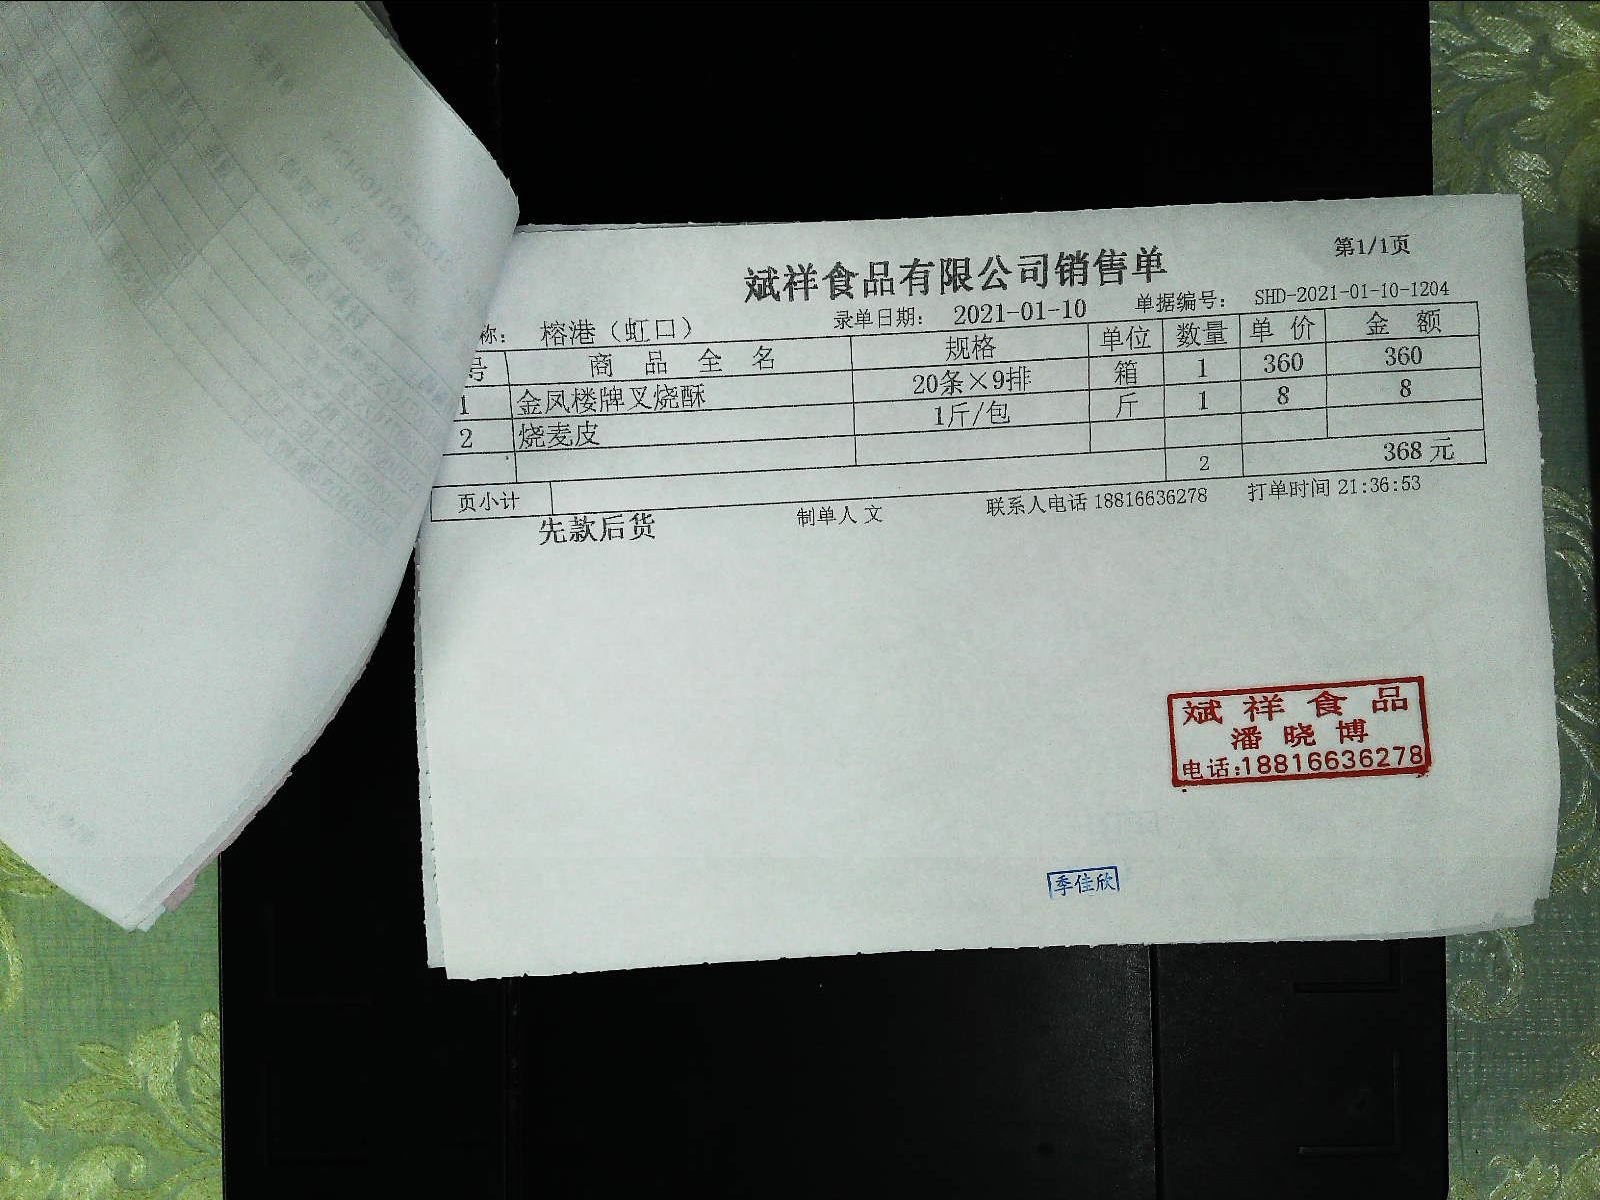 第1/1页
斌祥食品有限公司销售单
称： 榕港（虹口） 录单日期： 2021-01-10 单据编号： SHD-2021-01-10-1204
号 商 品 全 名 规格 单位 数量 单 价 金 额
1 金凤楼牌叉烧酥 20条×9排 箱 1 360 360
2 烧麦皮 1斤/包 斤 1 8 8
页小计 2 368 元
先款后货 制单人 文 联系人电话 18816636278 打单时间 21:36:53
斌祥食品
潘晓博
电话:18816636278
季佳欣